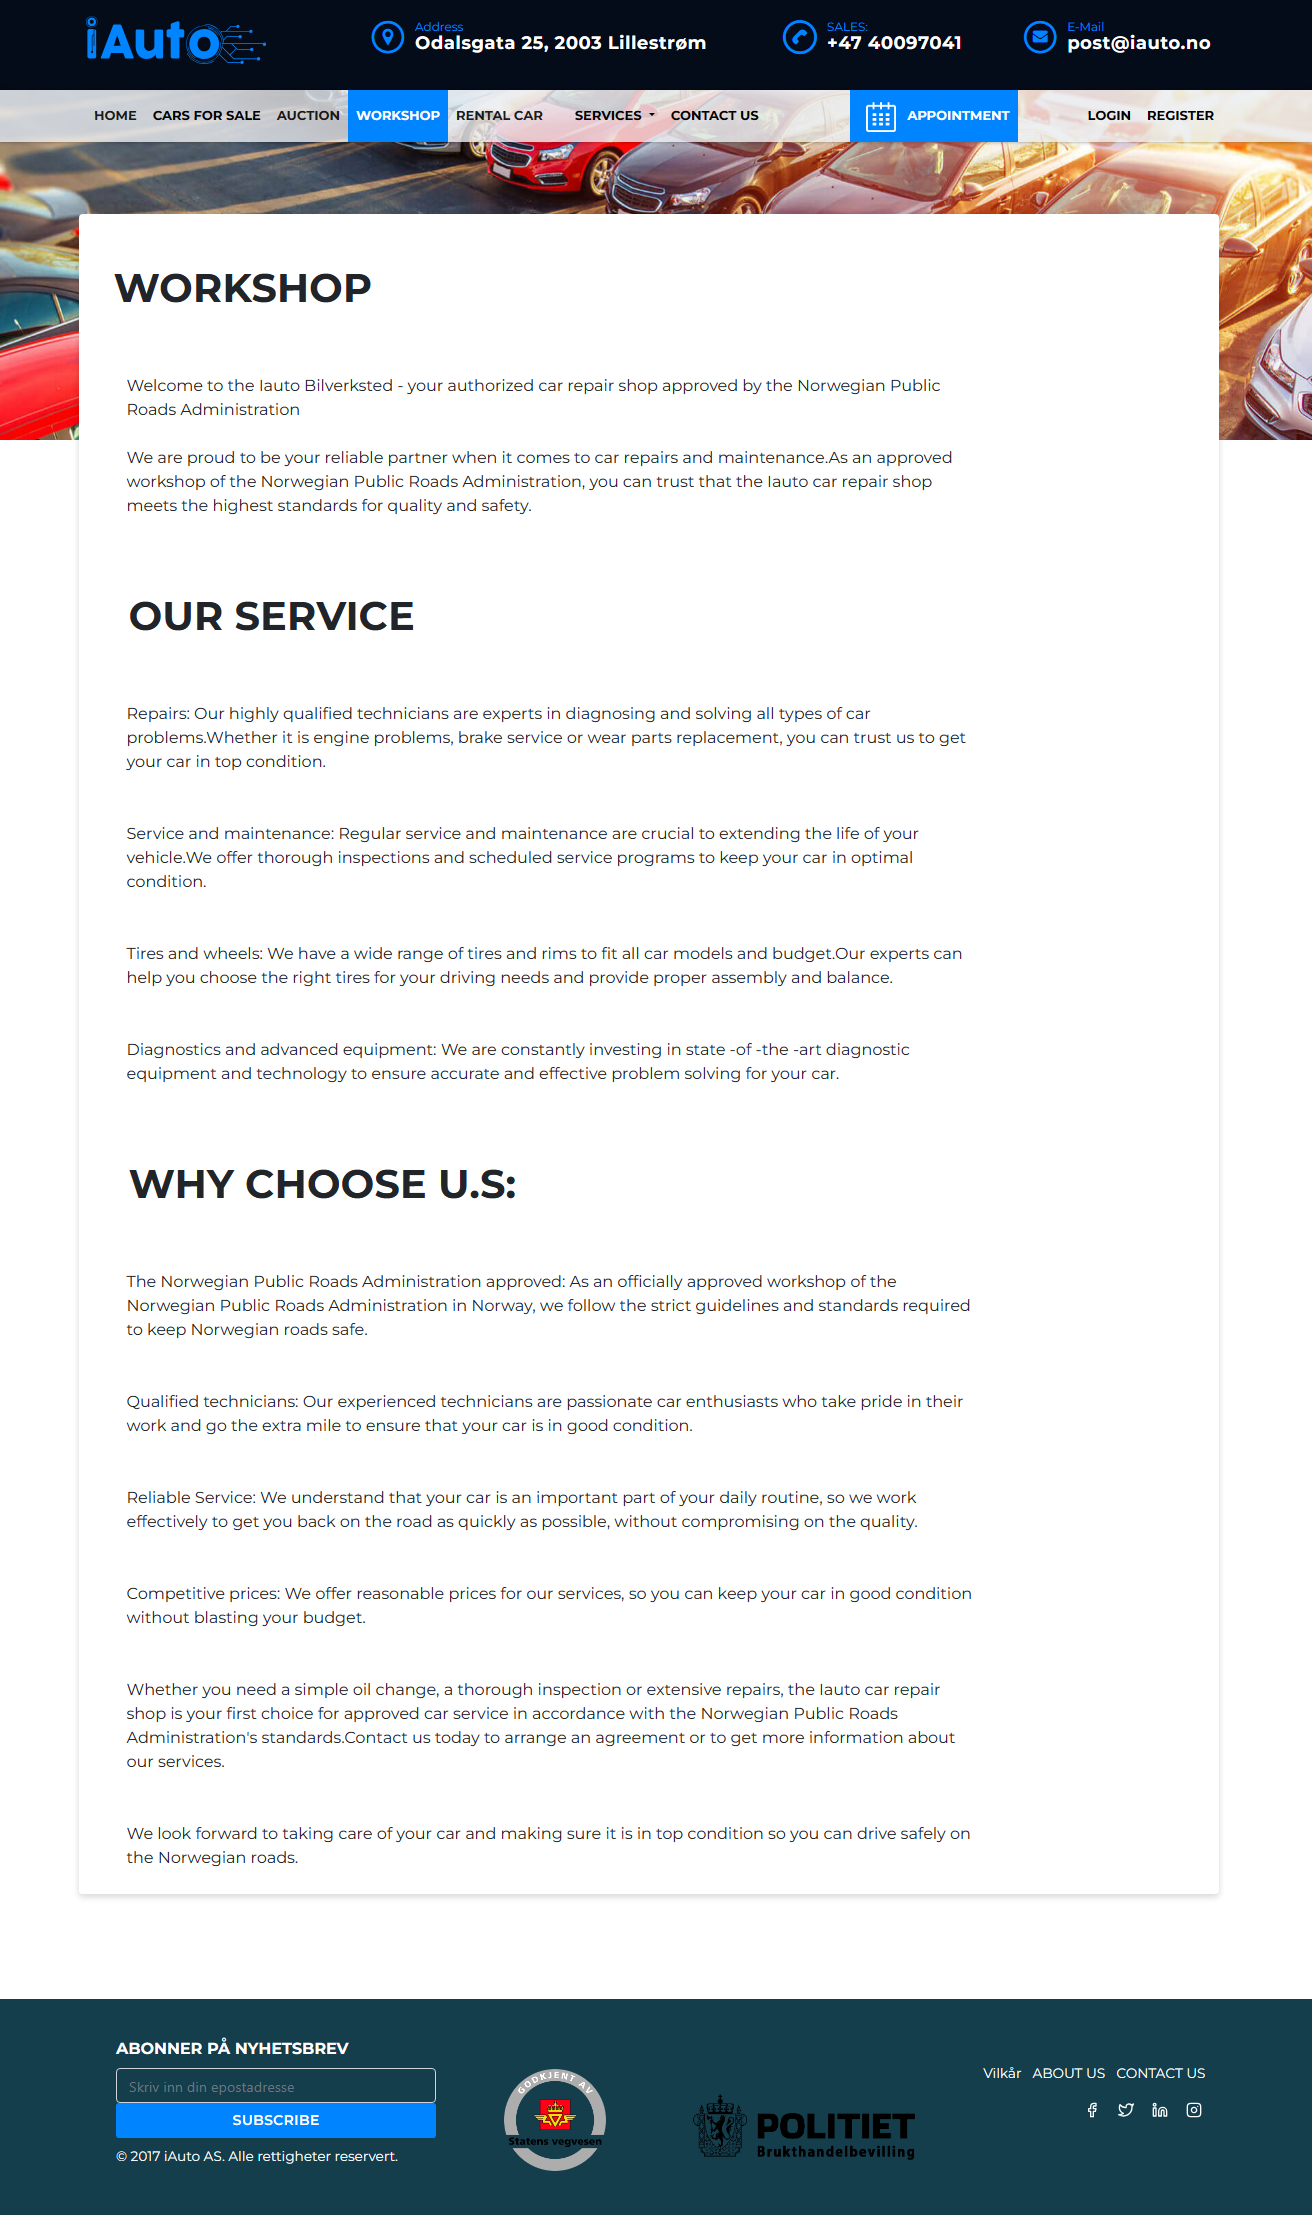 iAuto
Address
Odalsgata 25, 2003 Lillestrøm
SALES:
+47 40097041
E-Mail
post@iauto.no
HOME CARS FOR SALE AUCTION WORKSHOP RENTAL CAR SERVICES CONTACT US APPOINTMENT LOGIN REGISTER
WORKSHOP
Welcome to the Iauto Bilverksted - your authorized car repair shop approved by the Norwegian Public
Roads Administration
We are proud to be your reliable partner when it comes to car repairs and maintenance.As an approved
workshop of the Norwegian Public Roads Administration, you can trust that the Iauto car repair shop
meets the highest standards for quality and safety.
OUR SERVICE
Repairs: Our highly qualified technicians are experts in diagnosing and solving all types of car
problems.Whether it is engine problems, brake service or wear parts replacement, you can trust us to get
your car in top condition.
Service and maintenance: Regular service and maintenance are crucial to extending the life of your
vehicle.We offer thorough inspections and scheduled service programs to keep your car in optimal
condition.
Tires and wheels: We have a wide range of tires and rims to fit all car models and budget.Our experts can
help you choose the right tires for your driving needs and provide proper assembly and balance.
Diagnostics and advanced equipment: We are constantly investing in state -of -the -art diagnostic
equipment and technology to ensure accurate and effective problem solving for your car.
WHY CHOOSE U.S:
The Norwegian Public Roads Administration approved: As an officially approved workshop of the
Norwegian Public Roads Administration in Norway, we follow the strict guidelines and standards required
to keep Norwegian roads safe.
Qualified technicians: Our experienced technicians are passionate car enthusiasts who take pride in their
work and go the extra mile to ensure that your car is in good condition.
Reliable Service: We understand that your car is an important part of your daily routine, so we work
effectively to get you back on the road as quickly as possible, without compromising on the quality.
Competitive prices: We offer reasonable prices for our services, so you can keep your car in good condition
without blasting your budget.
Whether you need a simple oil change, a thorough inspection or extensive repairs, the Iauto car repair
shop is your first choice for approved car service in accordance with the Norwegian Public Roads
Administration's standards.Contact us today to arrange an agreement or to get more information about
our services.
We look forward to taking care of your car and making sure it is in top condition so you can drive safely on
the Norwegian roads.
ABONNER PÅ NYHETSBREV
Skriv inn din epostadresse
SUBSCRIBE
© 2017 iAuto AS. Alle rettigheter reservert.
GODKJENT AV
Statens vegvesen
POLITIET
Brukthandelbevilling
Vilkår ABOUT US CONTACT US